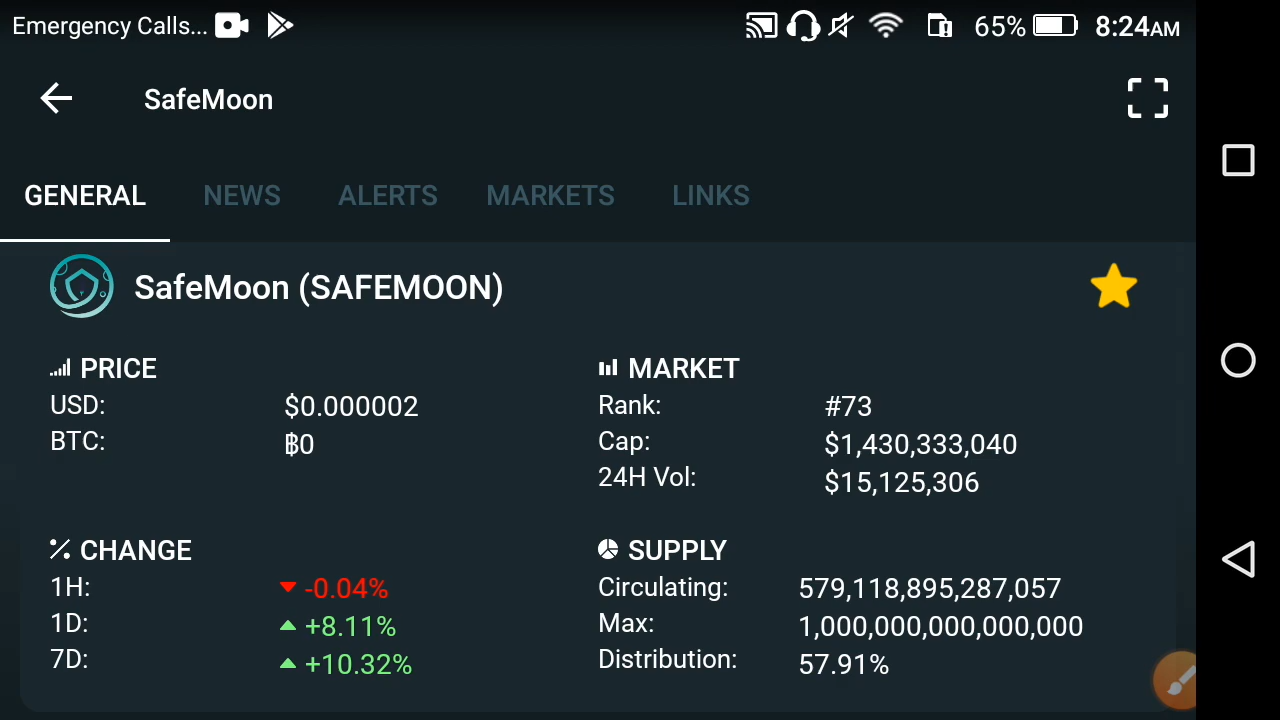 Emergency Calls... 65% 8:24AM
SafeMoon
GENERAL NEWS ALERTS MARKETS LINKS
SafeMoon (SAFEMOON)
PRICE
USD: $0.000002
BTC: ฿0
MARKET
Rank: #73
Cap: $1,430,333,040
24H Vol: $15,125,306
CHANGE
1H: -0.04%
1D: +8.11%
7D: +10.32%
SUPPLY
Circulating: 579,118,895,287,057
Max: 1,000,000,000,000,000
Distribution: 57.91%